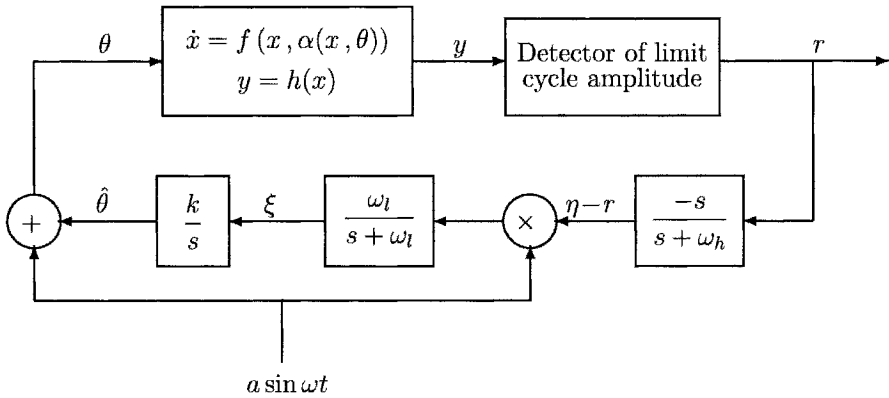 θ
ẋ = f (x , α(x , θ))
y = h(x)
y
Detector of limit
cycle amplitude
r
+
θ̂
k
s
ξ
ω_l
s + ω_l
×
η−r
−s
s + ω_h
a sin ωt